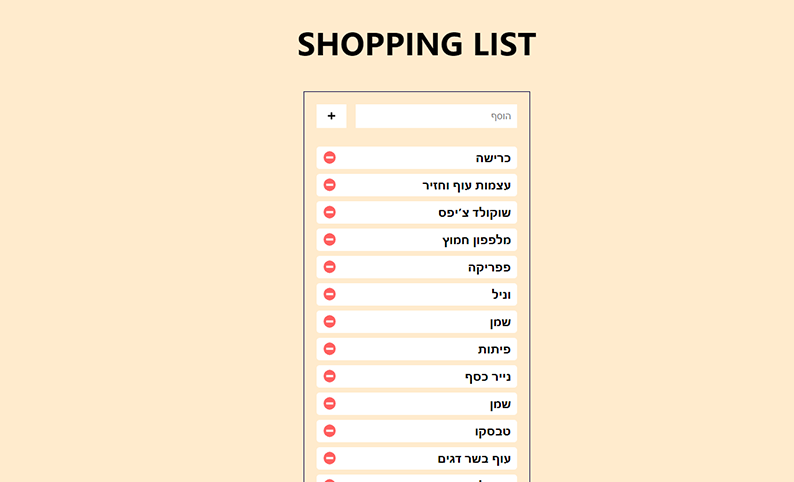 SHOPPING LIST
הוסף
כרישה
עצמות עוף וחזיר
שוקולד צ'יפס
מלפפון חמוץ
פפריקה
וניל
שמן
פיתות
נייר כסף
שמן
טבסקו
עוף בשר דגים